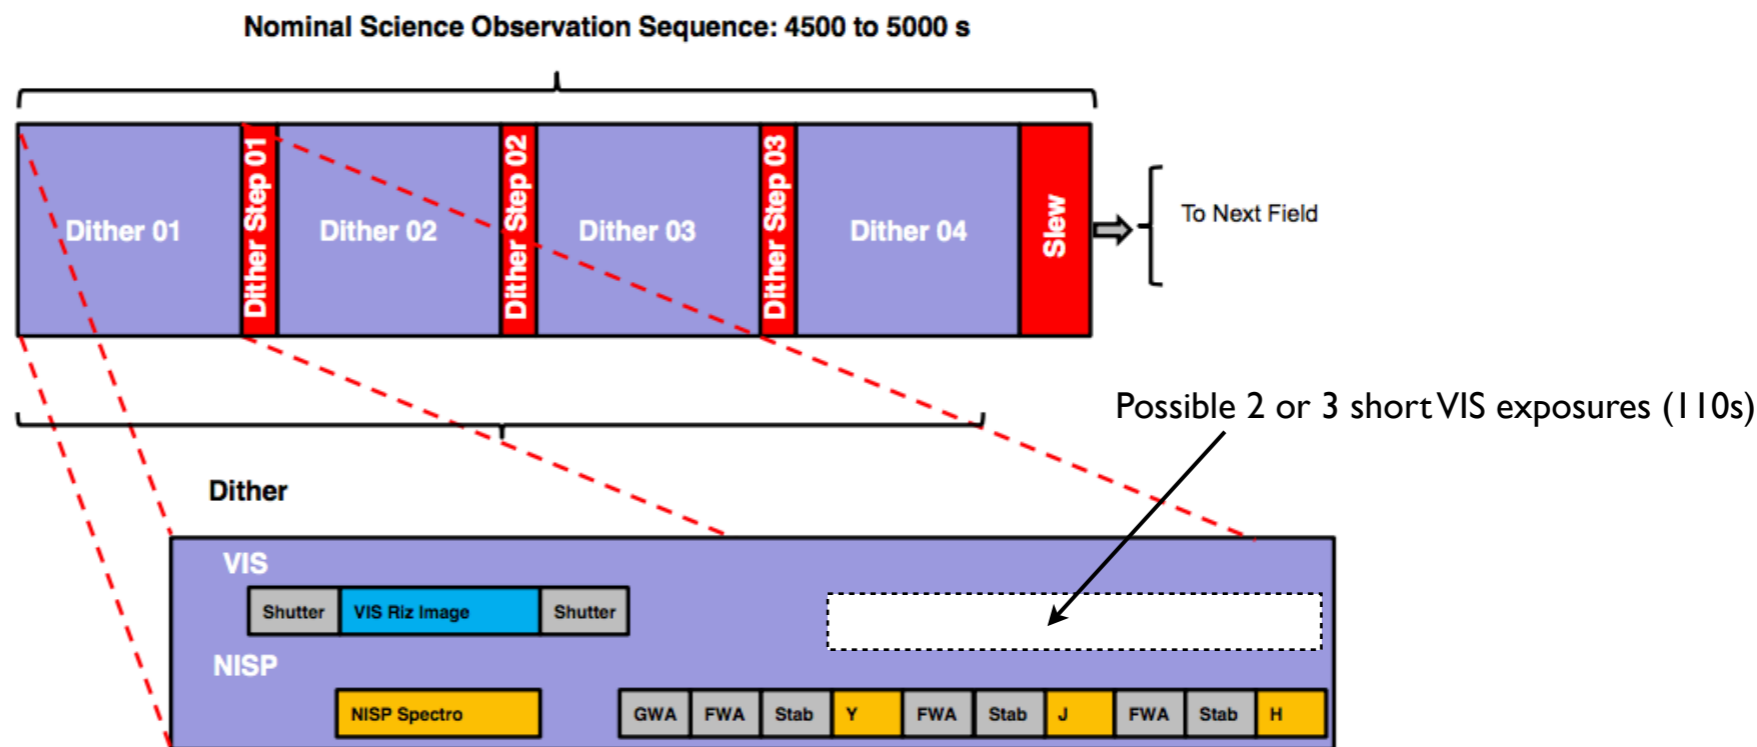 Nominal Science Observation Sequence: 4500 to 5000 s
Dither 01
Dither Step 01
Dither 02
Dither Step 02
Dither 03
Dither Step 03
Dither 04
Slew
To Next Field
Possible 2 or 3 short VIS exposures (110s)
Dither
VIS
Shutter
VIS Riz Image
Shutter
NISP
NISP Spectro
GWA
FWA
Stab
Y
FWA
Stab
J
FWA
Stab
H